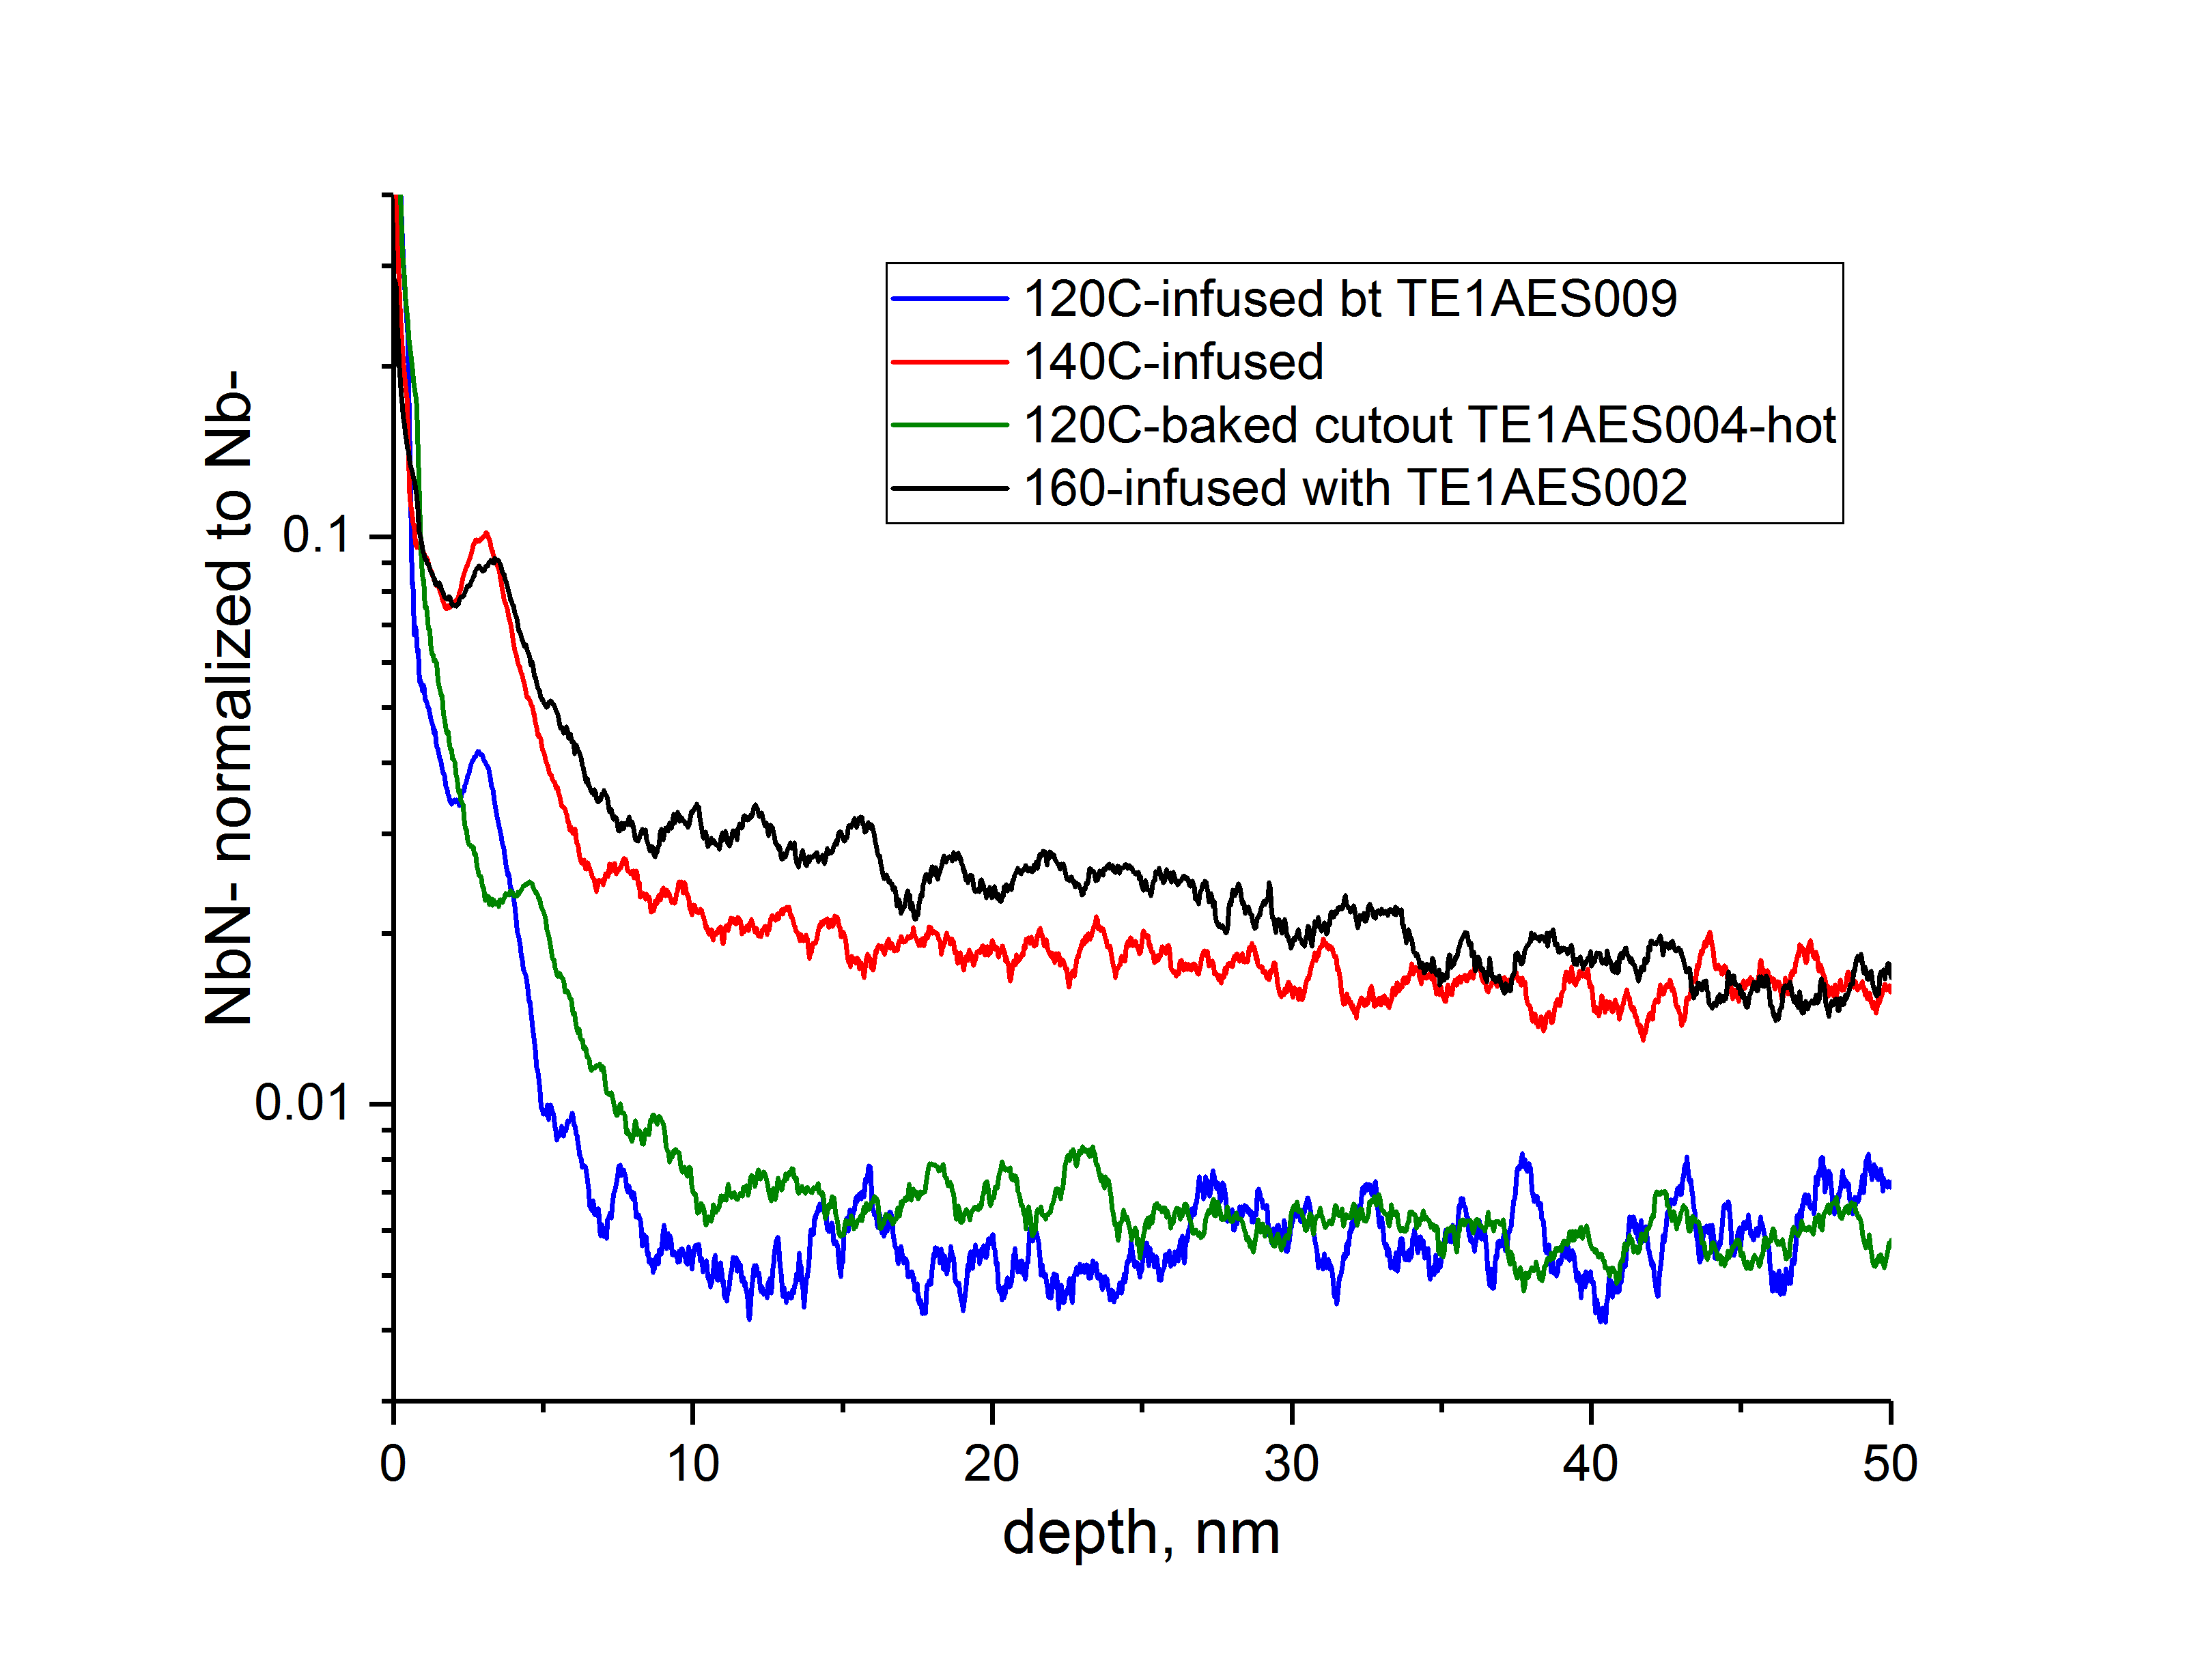 120C-infused bt TE1AES009
140C-infused
120C-baked cutout TE1AES004-hot
160-infused with TE1AES002
NbN- normalized to Nb-
0.1
0.01
0 10 20 30 40 50
depth, nm